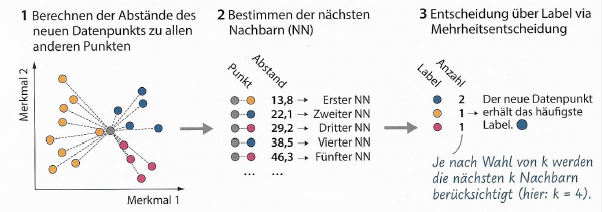 1 Berechnen der Abstände des
neuen Datenpunkts zu allen
anderen Punkten
Merkmal 2
Merkmal 1
2 Bestimmen der nächsten
Nachbarn (NN)
Punkt
Abstand
13,8 → Erster NN
22,1 → Zweiter NN
29,2 → Dritter NN
38,5 → Vierter NN
46,3 → Fünfter NN
... ...
3 Entscheidung über Label via
Mehrheitsentscheidung
Label
Anzahl
2
1
1
Der neue Datenpunkt
erhält das häufigste
Label.
Je nach Wahl von k werden
die nächsten k Nachbarn
berücksichtigt (hier: k = 4).